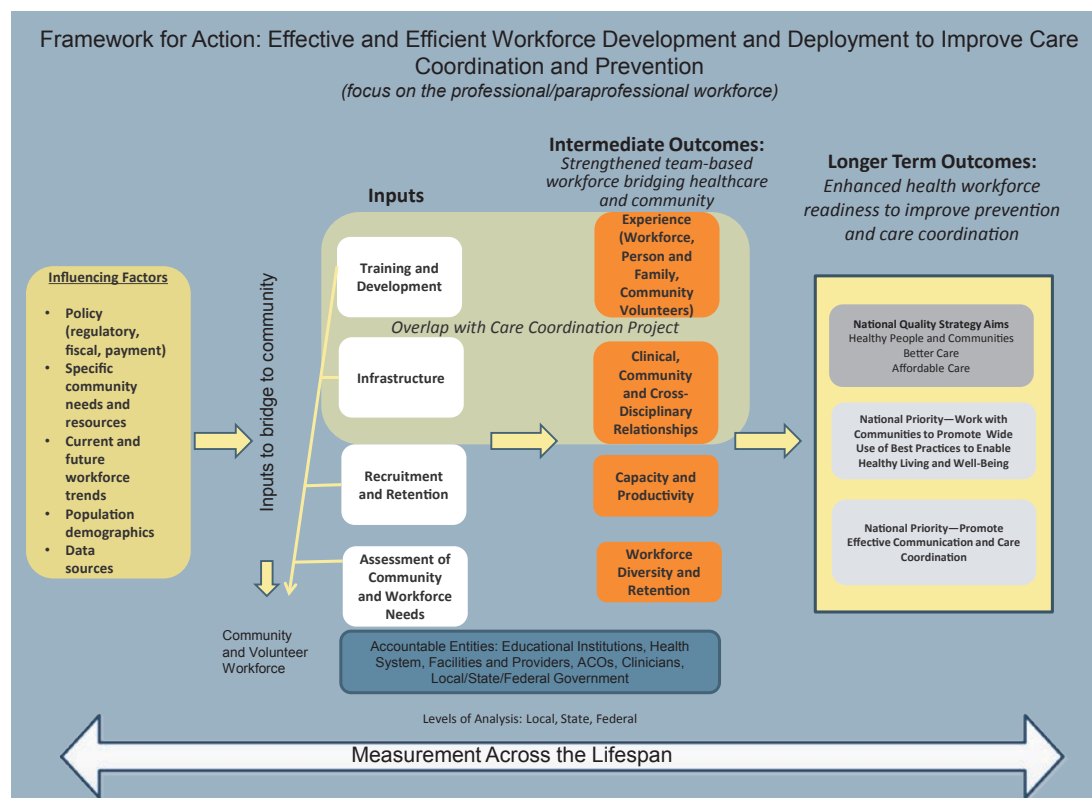 Framework for Action: Effective and Efficient Workforce Development and Deployment to Improve Care
Coordination and Prevention
(focus on the professional/paraprofessional workforce)
Influencing Factors
• Policy
(regulatory,
fiscal, payment)
• Specific
community
needs and
resources
• Current and
future
workforce
trends
• Population
demographics
• Data
sources
Inputs to bridge to community
Community
and Volunteer
Workforce
Inputs
Training and
Development
Infrastructure
Recruitment
and Retention
Assessment of
Community
and Workforce
Needs
Overlap with Care Coordination Project
Intermediate Outcomes:
Strengthened team-based
workforce bridging healthcare
and community
Experience
(Workforce,
Person and
Family,
Community
Volunteers)
Clinical,
Community
and Cross-
Disciplinary
Relationships
Capacity and
Productivity
Workforce
Diversity and
Retention
Longer Term Outcomes:
Enhanced health workforce
readiness to improve prevention
and care coordination
National Quality Strategy Aims
Healthy People and Communities
Better Care
Affordable Care
National Priority—Work with
Communities to Promote Wide
Use of Best Practices to Enable
Healthy Living and Well-Being
National Priority—Promote
Effective Communication and Care
Coordination
Accountable Entities: Educational Institutions, Health
System, Facilities and Providers, ACOs, Clinicians,
Local/State/Federal Government
Levels of Analysis: Local, State, Federal
Measurement Across the Lifespan